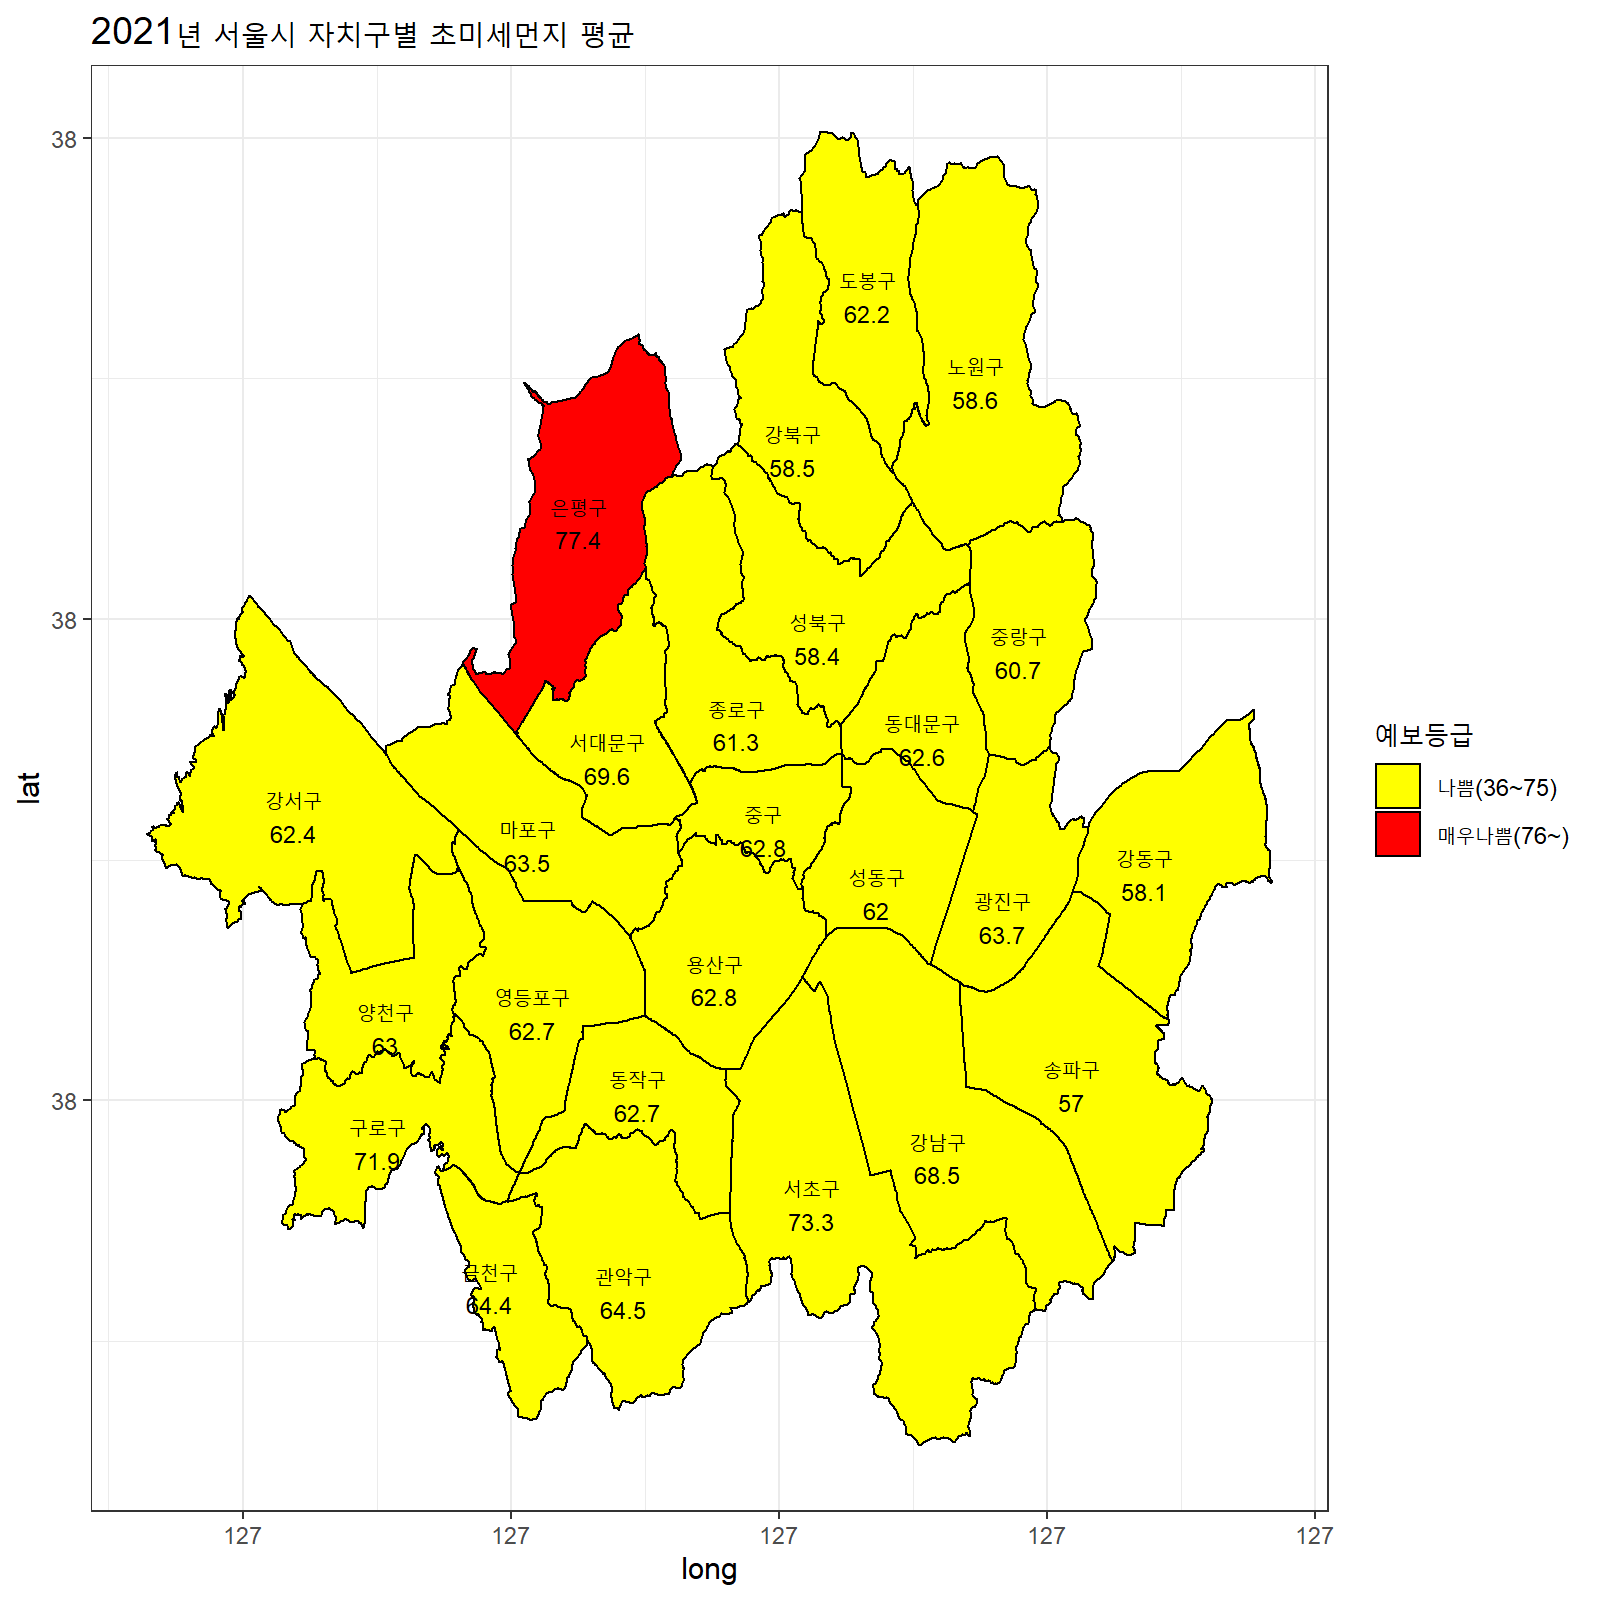 2021년 서울시 자치구별 초미세먼지 평균
38
38
38
lat
도봉구
62.2
노원구
58.6
강북구
58.5
은평구
77.4
성북구
58.4
중랑구
60.7
종로구
61.3
동대문구
62.6
서대문구
69.6
강서구
62.4
마포구
63.5
중구
62.8
강동구
58.1
성동구
62
광진구
63.7
용산구
62.8
영등포구
62.7
양천구
63
송파구
57
동작구
62.7
구로구
71.9
강남구
68.5
서초구
73.3
금천구
64.4
관악구
64.5
127
127
127
127
127
long
예보등급
나쁨(36~75)
매우나쁨(76~)